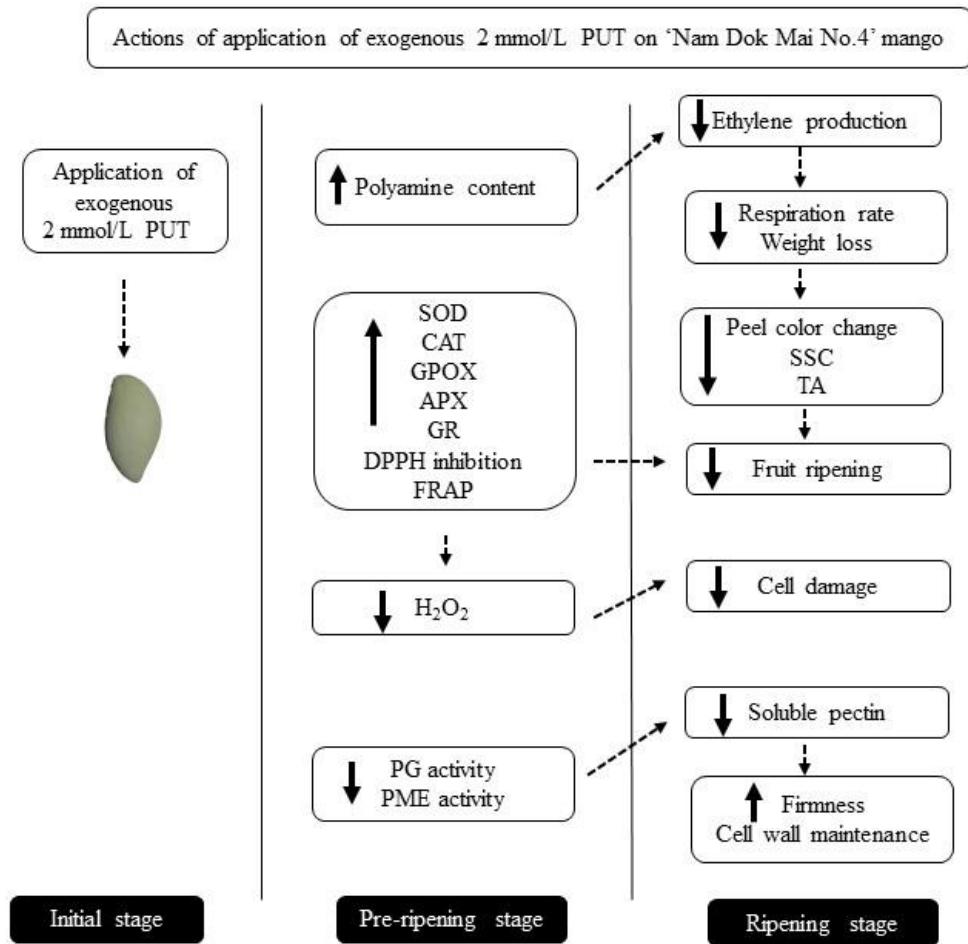 Actions of application of exogenous 2 mmol/L PUT on ‘Nam Dok Mai No.4’ mango
Application of
exogenous
2 mmol/L PUT
Initial stage
Polyamine content
SOD
CAT
GPOX
APX
GR
DPPH inhibition
FRAP
H₂O₂
PG activity
PME activity
Pre-ripening stage
Ethylene production
Respiration rate
Weight loss
Peel color change
SSC
TA
Fruit ripening
Cell damage
Soluble pectin
Firmness
Cell wall maintenance
Ripening stage